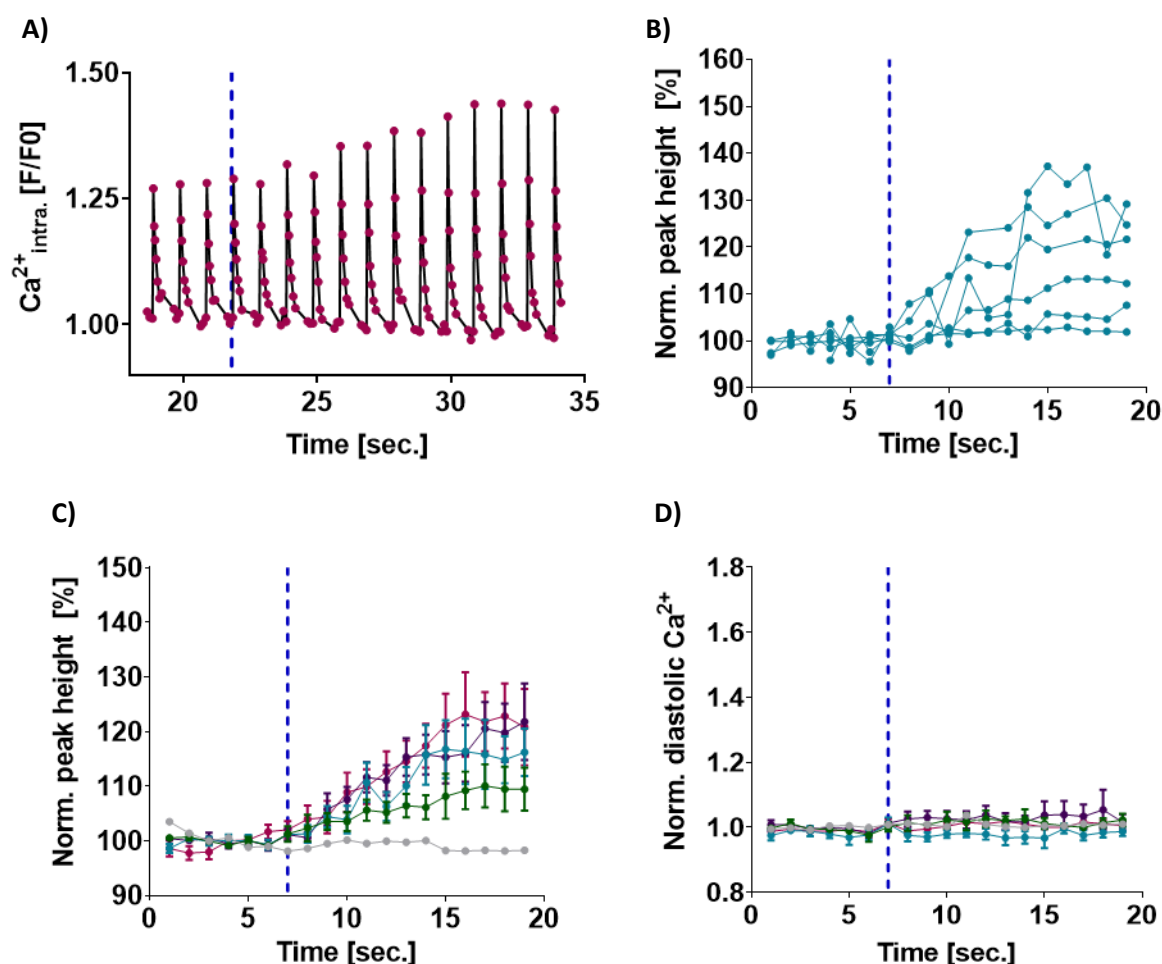 A)
Ca²⁺ intra. [F/F0]
1.50
1.25
1.00
20 25 30 35
Time [sec.]
B)
Norm. peak height [%]
160
150
140
130
120
110
100
90
0 5 10 15 20
Time [sec.]
C)
Norm. peak height [%]
150
140
130
120
110
100
90
0 5 10 15 20
Time [sec.]
D)
Norm. diastolic Ca²⁺
1.8
1.6
1.4
1.2
1.0
0.8
0 5 10 15 20
Time [sec.]